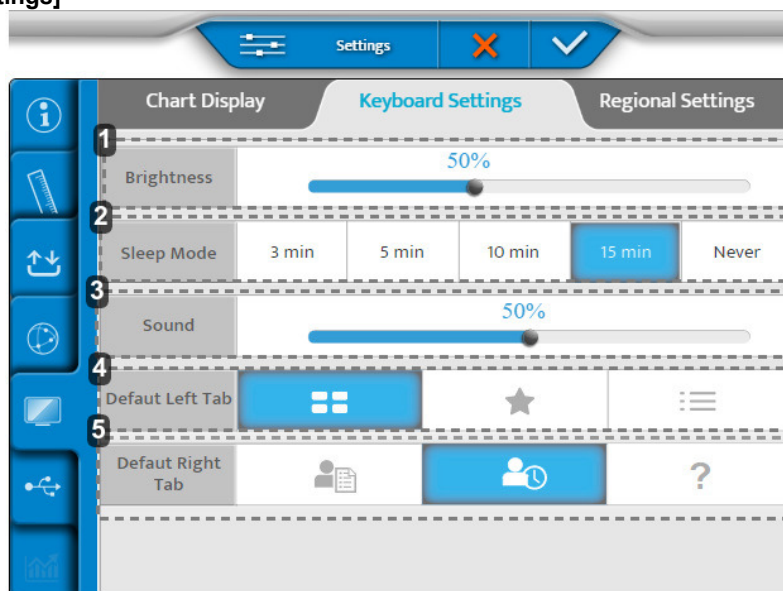 tings]
Settings
Chart Display Keyboard Settings Regional Settings
1
Brightness 50%
2
Sleep Mode 3 min 5 min 10 min 15 min Never
3
Sound 50%
4
Defaut Left Tab
5
Defaut Right
Tab ?